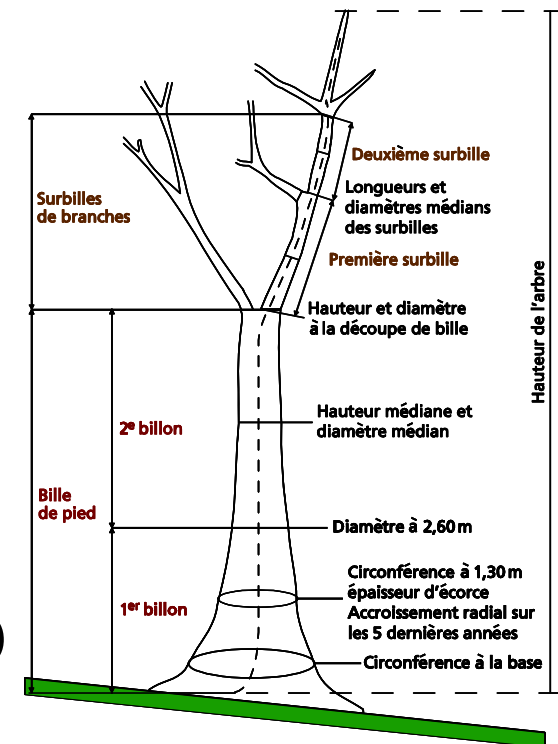 Deuxième surbille
Longueurs et
diamètres médians
des surbilles
Surbilles
de branches
Première surbille
Hauteur de l'arbre
Hauteur et diamètre
à la découpe de bille
Hauteur médiane et
diamètre médian
2e billon
Bille
de pied
Diamètre à 2,60 m
Circonférence à 1,30 m
épaisseur d'écorce
Accroissement radial sur
les 5 dernières années
1er billon
Circonférence à la base
)